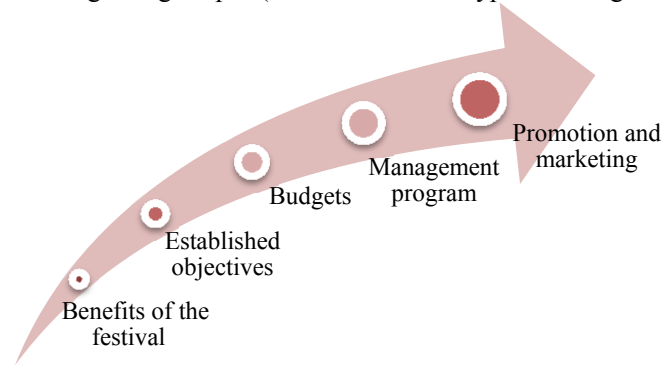 Benefits of the
festival
Established
objectives
Budgets
Management
program
Promotion and
marketing